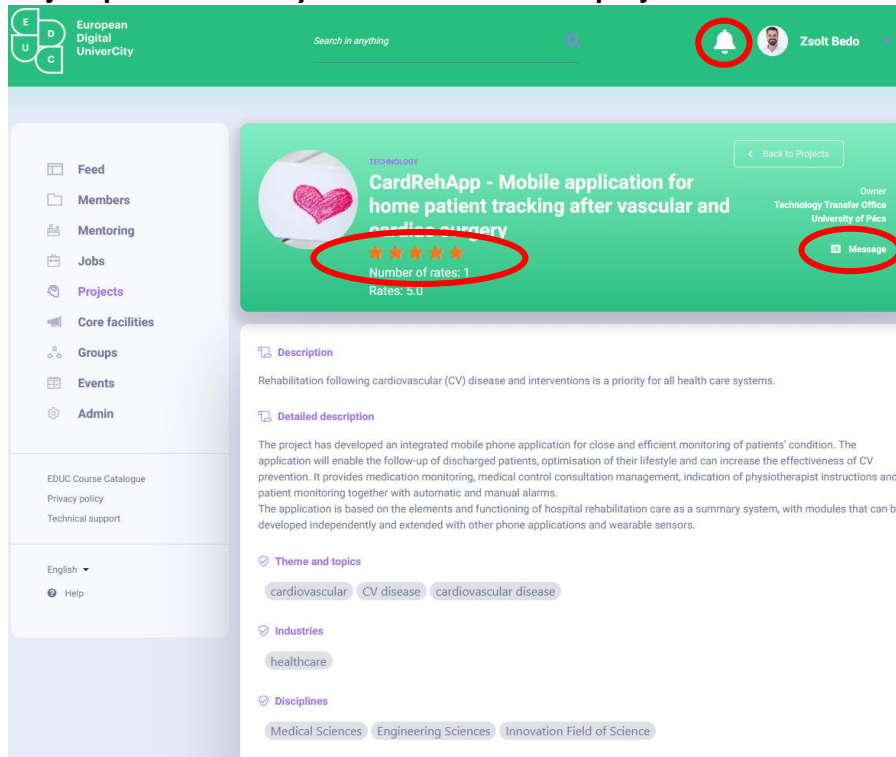 E
D
U
C
European
Digital
UniverCity
Search in anything
Zsolt Bedo
Feed
Members
Mentoring
Jobs
Projects
Core facilities
Groups
Events
Admin
EDUC Course Catalogue
Privacy policy
Technical support
English
Help
Back to Projects
TECHNOLOGY
CardRehApp - Mobile application for
home patient tracking after vascular and
cardiac surgery
Number of rates: 1
Rates: 5.0
Owner
Technology Transfer Office
University of Pécs
Message
Description
Rehabilitation following cardiovascular (CV) disease and interventions is a priority for all health care systems.
Detailed description
The project has developed an integrated mobile phone application for close and efficient monitoring of patients' condition. The
application will enable the follow-up of discharged patients, optimisation of their lifestyle and can increase the effectiveness of CV
prevention. It provides medication monitoring, medical control consultation management, indication of physiotherapist instructions and
patient monitoring together with automatic and manual alarms.
The application is based on the elements and functioning of hospital rehabilitation care as a summary system, with modules that can b
developed independently and extended with other phone applications and wearable sensors.
Theme and topics
cardiovascular CV disease cardiovascular disease
Industries
healthcare
Disciplines
Medical Sciences Engineering Sciences Innovation Field of Science